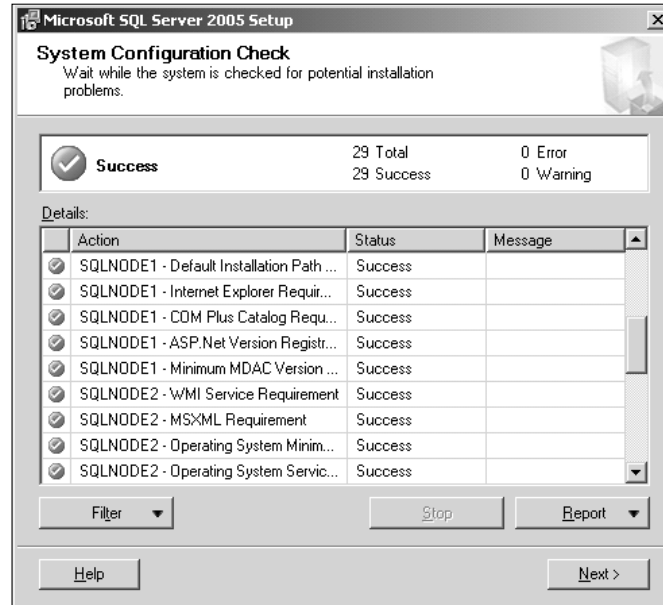 Microsoft SQL Server 2005 Setup
System Configuration Check
Wait while the system is checked for potential installation
problems.
Success
29 Total
0 Error
29 Success
0 Warning
Details:
Action Status Message
SQLNODE1 - Default Installation Path ... Success
SQLNODE1 - Internet Explorer Requir... Success
SQLNODE1 - COM Plus Catalog Requ... Success
SQLNODE1 - ASP.Net Version Registr... Success
SQLNODE1 - Minimum MDAC Version ... Success
SQLNODE2 - WMI Service Requirement Success
SQLNODE2 - MSXML Requirement Success
SQLNODE2 - Operating System Minim... Success
SQLNODE2 - Operating System Servic... Success
Filter Stop Report
Help Next >